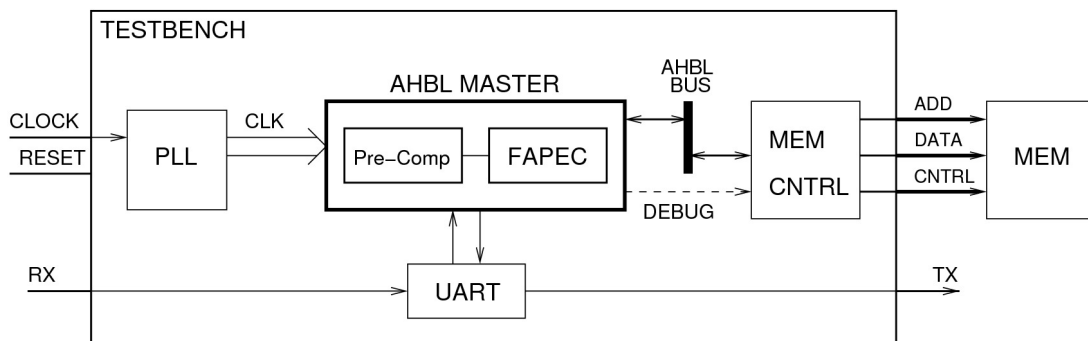 TESTBENCH
AHBL
BUS
AHBL MASTER
ADD
CLOCK
CLK
RESET
PLL
Pre-Comp
FAPEC
MEM
CNTRL
DATA
MEM
CNTRL
DEBUG
RX
UART
TX